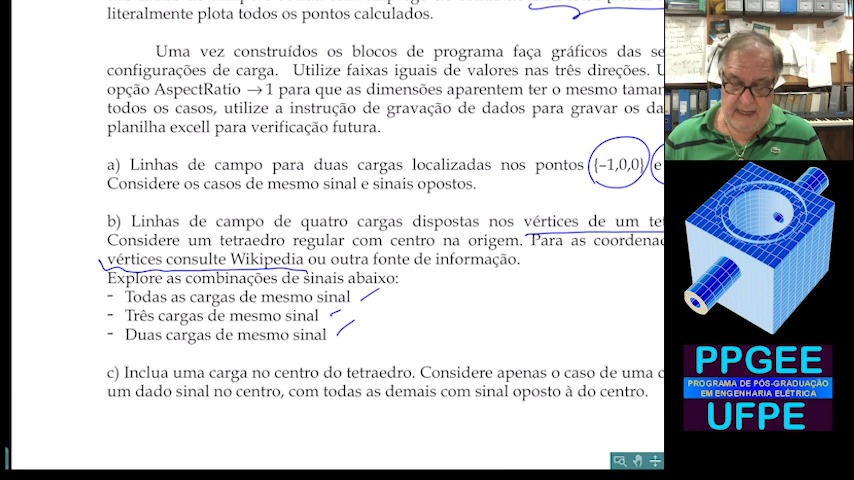 literalmente plota todos os pontos calculados.
Uma vez construídos os blocos de programa faça gráficos das se
configurações de carga. Utilize faixas iguais de valores nas três direções. U
opção AspectRatio →1 para que as dimensões aparentem ter o mesmo tamar
todos os casos, utilize a instrução de gravação de dados para gravar os da
planilha excell para verificação futura.
a) Linhas de campo para duas cargas localizadas nos pontos {–1,0,0} e
Considere os casos de mesmo sinal e sinais opostos.
b) Linhas de campo de quatro cargas dispostas nos vértices de um te
Considere um tetraedro regular com centro na origem. Para as coordena
vértices consulte Wikipedia ou outra fonte de informação.
Explore as combinações de sinais abaixo:
- Todas as cargas de mesmo sinal
- Três cargas de mesmo sinal
- Duas cargas de mesmo sinal
c) Inclua uma carga no centro do tetraedro. Considere apenas o caso de uma c
um dado sinal no centro, com todas as demais com sinal oposto à do centro.
PPGEE
PROGRAMA DE PÓS-GRADUAÇÃO
EM ENGENHARIA ELÉTRICA
UFPE